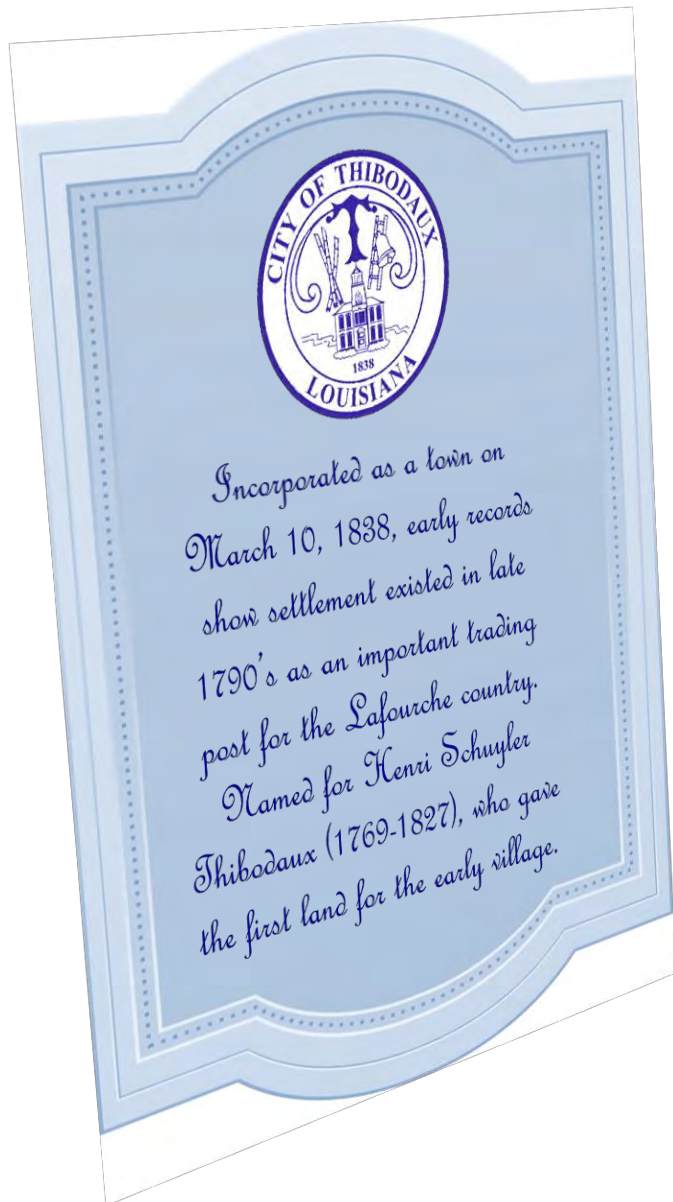 CITY OF THIBODAUX
T
1838
LOUISIANA
Incorporated as a town on
March 10, 1838, early records
show settlement existed in late
1790's as an important trading
post for the Lafourche country.
Named for Henri Schuyler
Thibodaux (1769-1827), who gave
the first land for the early village.